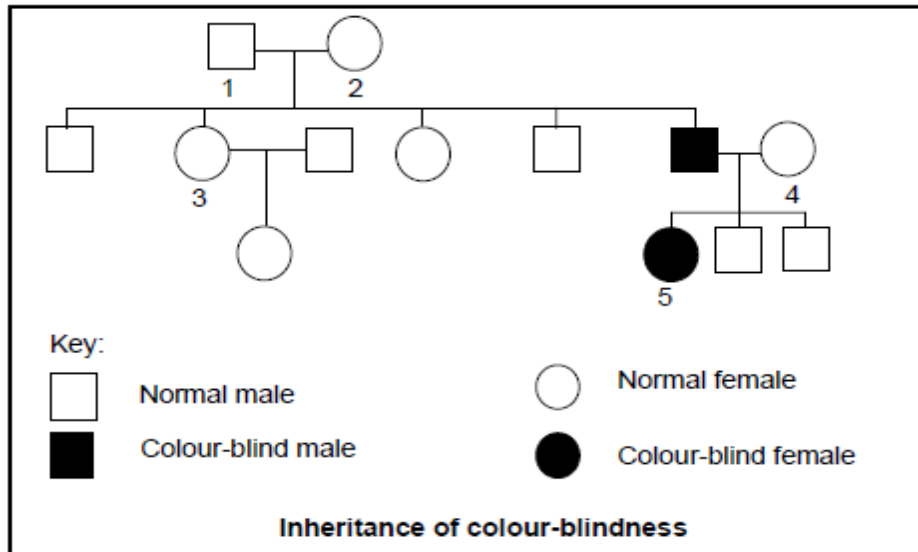 1 2
3 4
5
Key:
Normal male Normal female
Colour-blind male Colour-blind female
Inheritance of colour-blindness